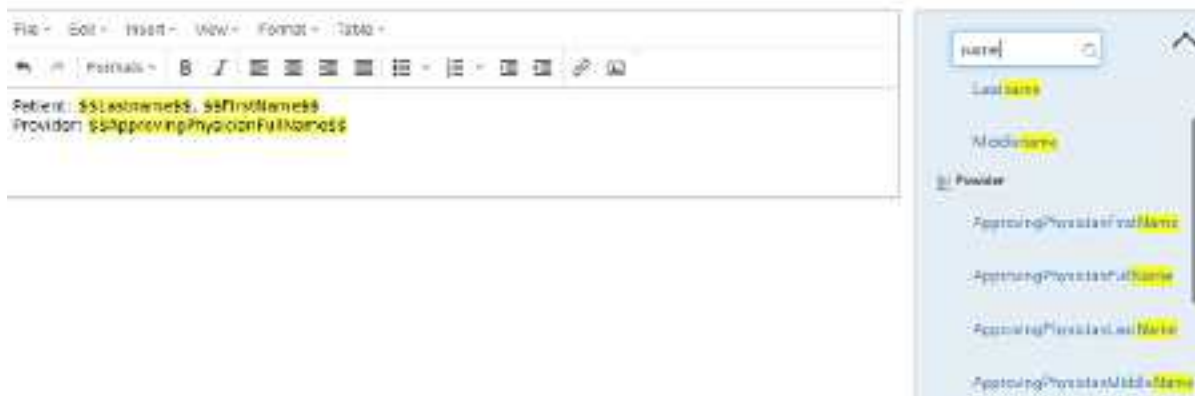 File Edit Insert View Format Table
Formats B I
Patient: $$Lastname$$, $$FirstName$$
Provider: $$ApprovingPhysicianFullName$$
name
Lastname
Middlename
Provider
ApprovingPhysicianFirstName
ApprovingPhysicianFullName
ApprovingPhysicianLastName
ApprovingPhysicianMiddleName